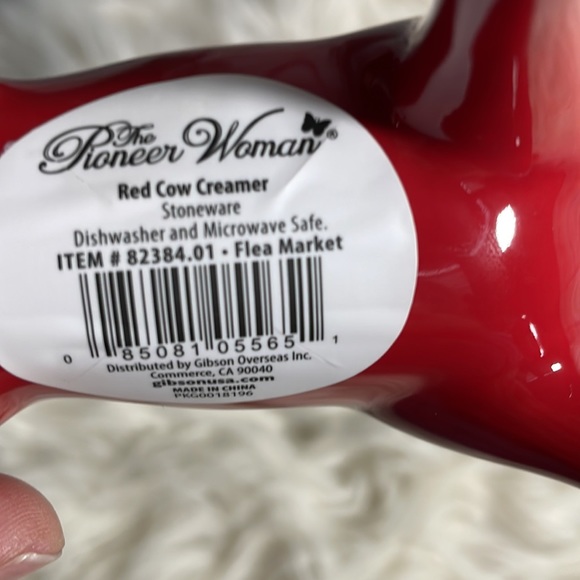 The Pioneer Woman®
Red Cow Creamer
Stoneware
Dishwasher and Microwave Safe.
ITEM # 82384.01 • Flea Market
0 85081 05565 1
Distributed by Gibson Overseas Inc.
Commerce, CA 90040
gibsonusa.com
MADE IN CHINA
PKG0018196